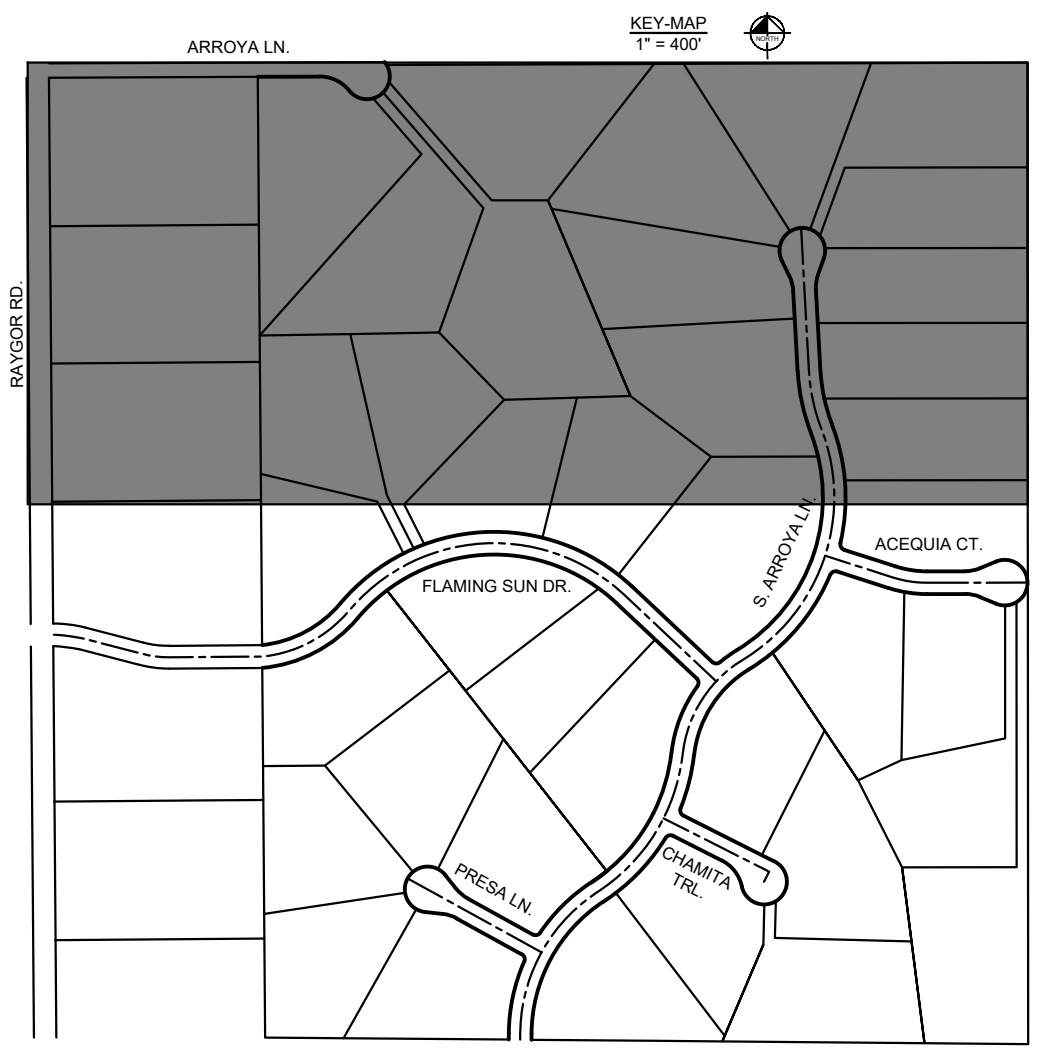 KEY-MAP
1" = 400'
NORTH
ARROYA LN.
RAYGOR RD.
S. ARROYA LN.
ACEQUIA CT.
FLAMING SUN DR.
CHAMITA
TRL.
PRESA LN.